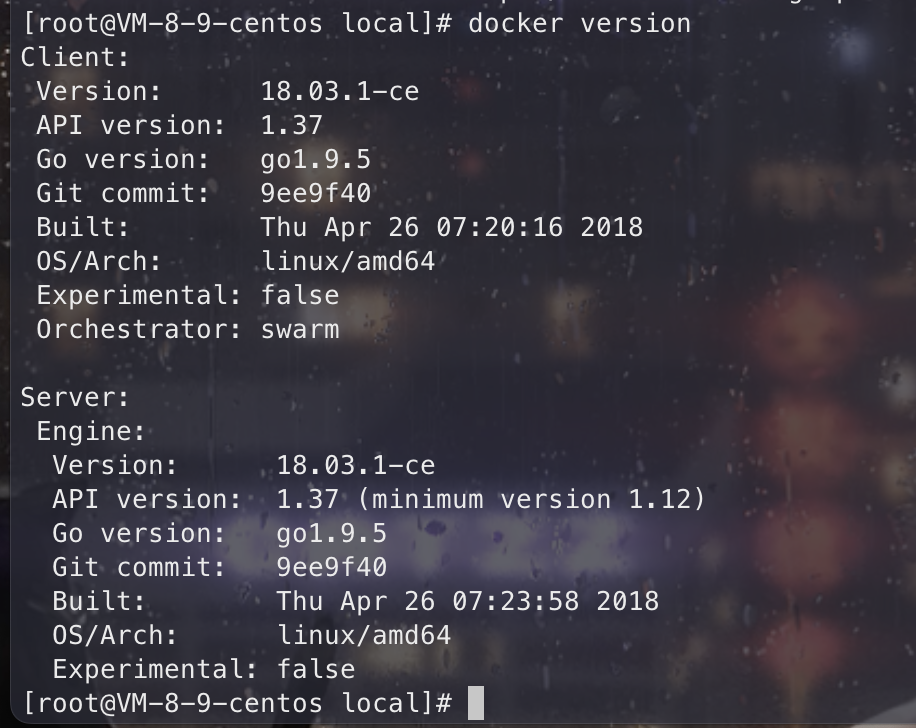 [root@VM-8-9-centos local]# docker version
Client:
 Version:      18.03.1-ce
 API version:  1.37
 Go version:   go1.9.5
 Git commit:   9ee9f40
 Built:        Thu Apr 26 07:20:16 2018
 OS/Arch:      linux/amd64
 Experimental: false
 Orchestrator: swarm

Server:
 Engine:
  Version:      18.03.1-ce
  API version:  1.37 (minimum version 1.12)
  Go version:   go1.9.5
  Git commit:   9ee9f40
  Built:        Thu Apr 26 07:23:58 2018
  OS/Arch:      linux/amd64
  Experimental: false
[root@VM-8-9-centos local]#